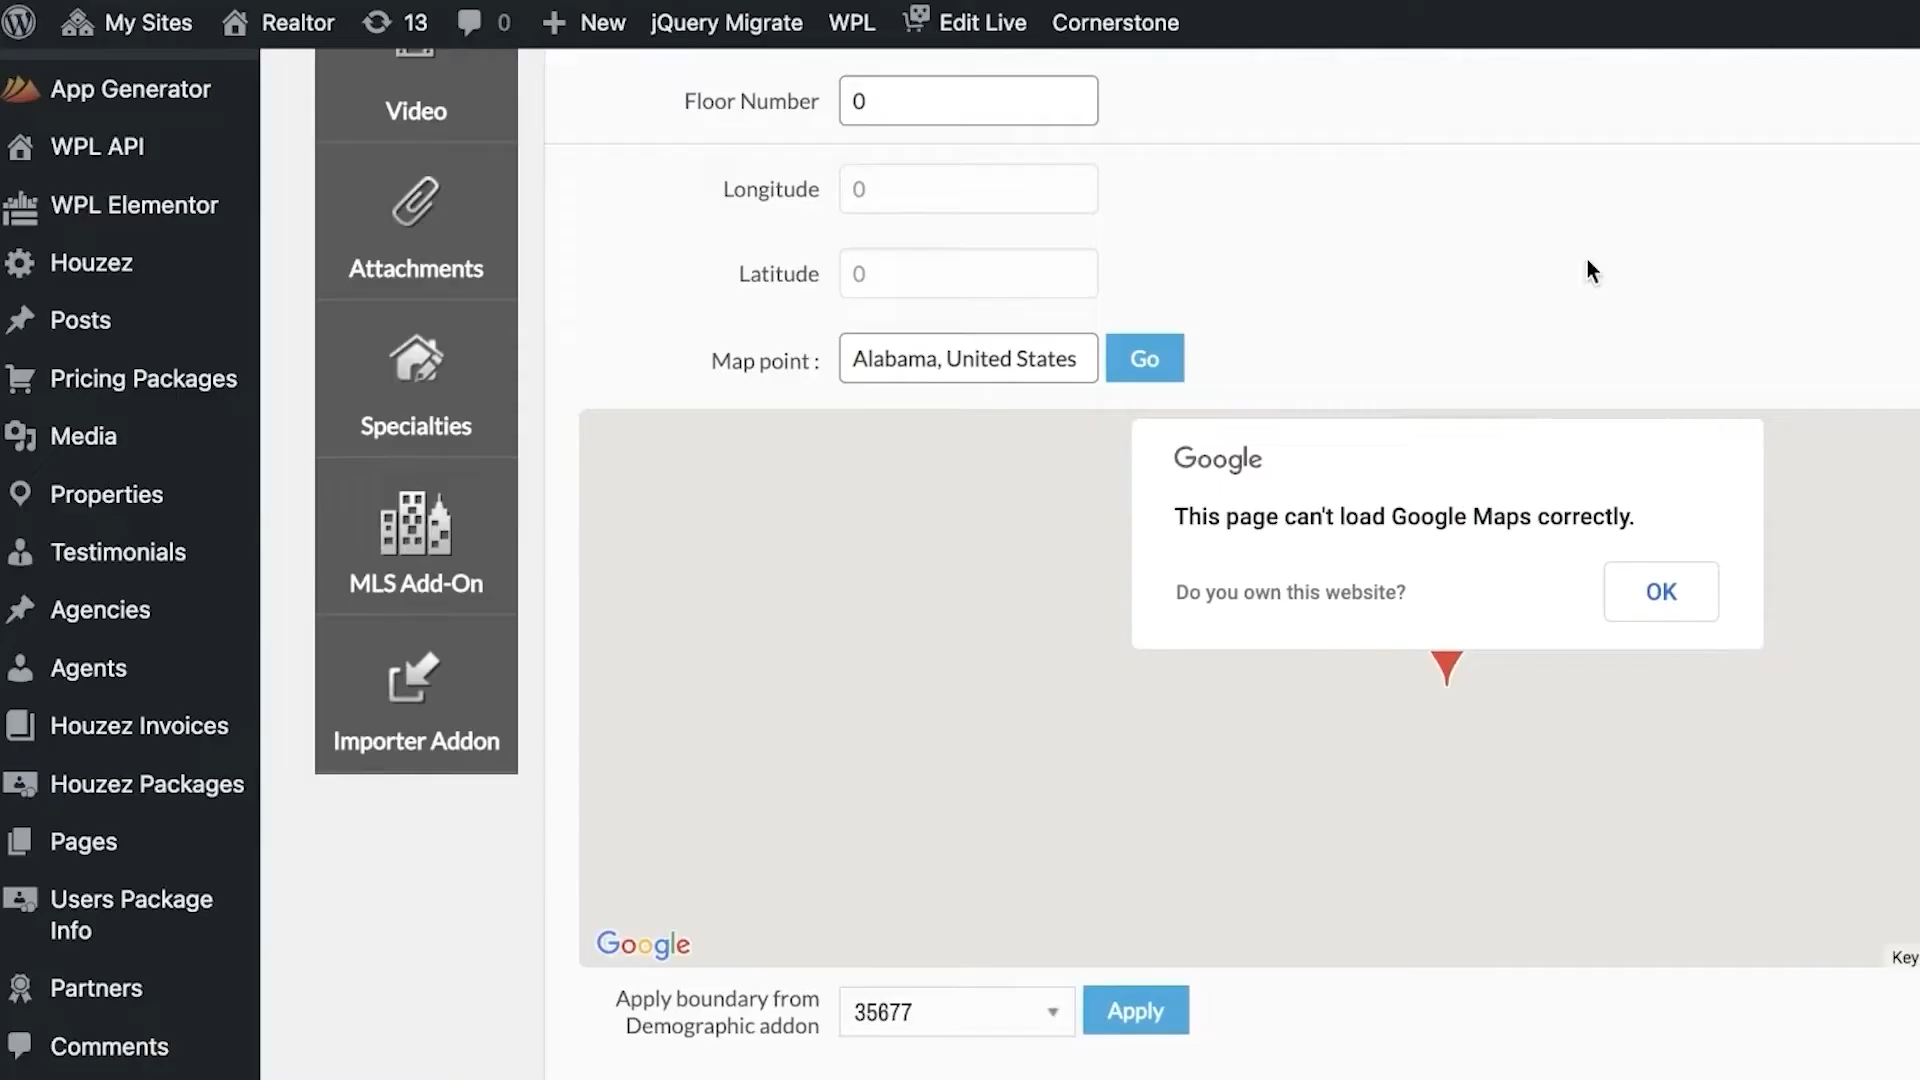 My Sites
Realtor
13
0
New
jQuery Migrate
WPL
Edit Live
Cornerstone
App Generator
WPL API
WPL Elementor
Houzez
Posts
Pricing Packages
Media
Properties
Testimonials
Agencies
Agents
Houzez Invoices
Houzez Packages
Pages
Users Package
Info
Partners
Comments
Video
Attachments
Specialties
MLS Add-On
Importer Addon
Floor Number
0
Longitude
0
Latitude
0
Map point :
Alabama, United States
Go
Google
This page can't load Google Maps correctly.
Do you own this website?
OK
Google
Key
Apply boundary from
Demographic addon
35677
Apply